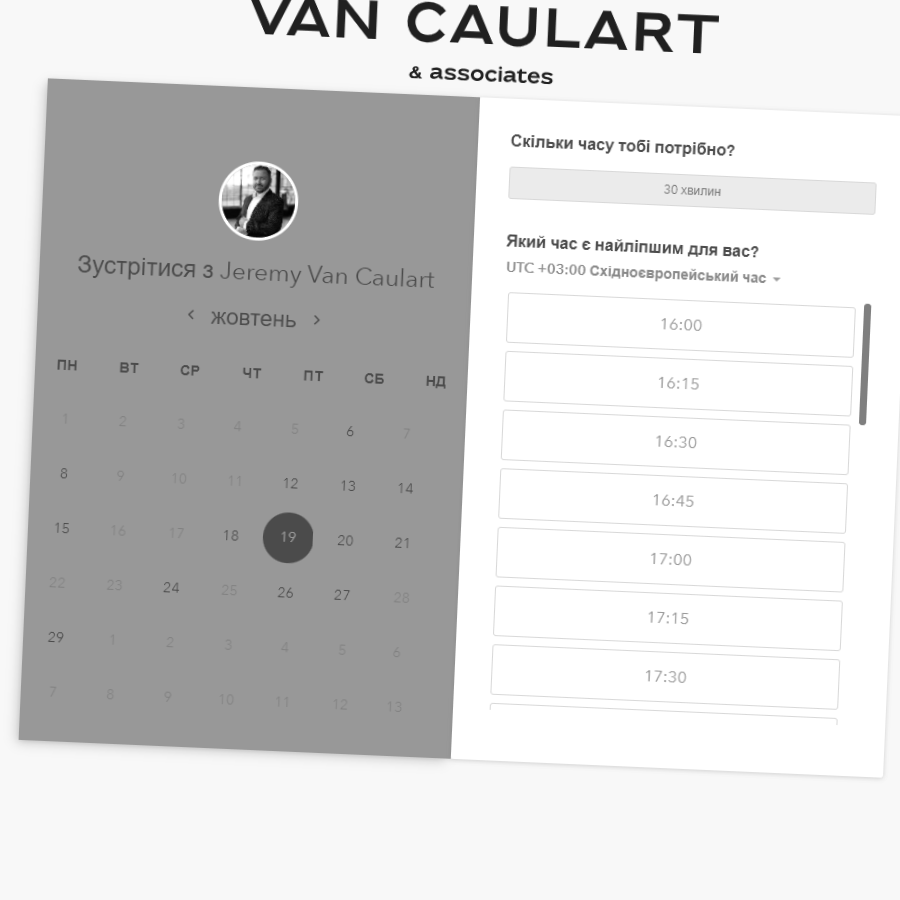 VAN CAULART
& associates
Зустрітися з Jeremy Van Caulart
жовтень
ПН ВТ СР ЧТ ПТ СБ НД
1 2 3 4 5 6 7
8 9 10 11 12 13 14
15 16 17 18 19 20 21
22 23 24 25 26 27 28
29 1 2 3 4 5 6
7 8 9 10 11 12 13
Скільки часу тобі потрібно?
30 хвилин
Який час є найліпшим для вас?
UTC +03:00 Східноєвропейський час
16:00
16:15
16:30
16:45
17:00
17:15
17:30